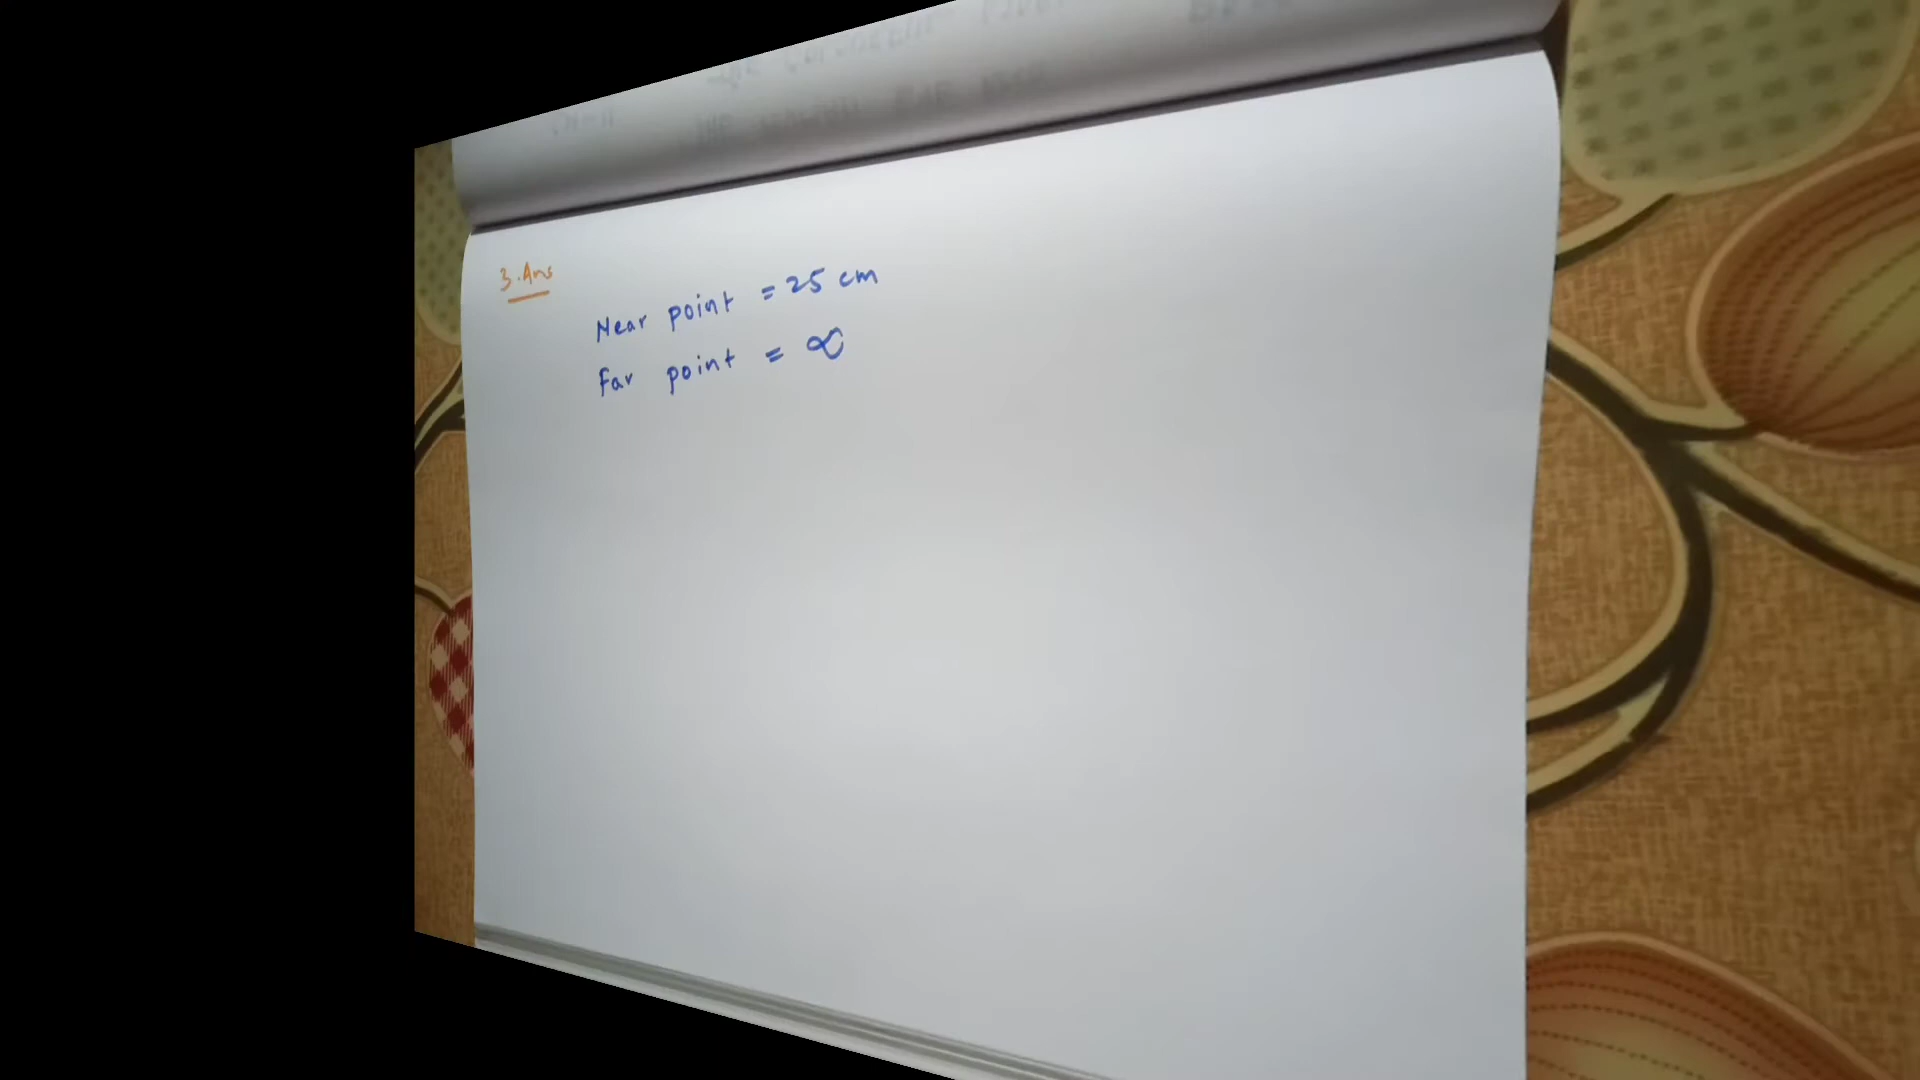 3. Ans
Near point = 25 cm
Far point = ∞